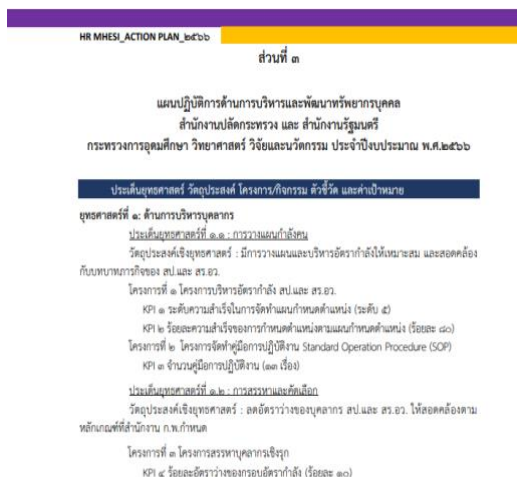 HR MHESI_ACTION PLAN_๒๕๖๖
ส่วนที่ ๓
แผนปฏิบัติการด้านการบริหารและพัฒนาทรัพยากรบุคคล
สำนักงานปลัดกระทรวง และ สำนักงานรัฐมนตรี
กระทรวงการอุดมศึกษา วิทยาศาสตร์ วิจัยและนวัตกรรม ประจำปีงบประมาณ พ.ศ.๒๕๖๖
ประเด็นยุทธศาสตร์ วัตถุประสงค์ โครงการ/กิจกรรม ตัวชี้วัด และค่าเป้าหมาย
ยุทธศาสตร์ที่ ๑: ด้านการบริหารบุคลากร
ประเด็นยุทธศาสตร์ที่ ๑.๑ : การวางแผนกำลังคน
วัตถุประสงค์เชิงยุทธศาสตร์ : มีการวางแผนและบริหารอัตรากำลังให้เหมาะสม และสอดคล้อง
กับบทบาทภารกิจของ สป.และ สร.อว.
โครงการที่ ๑ โครงการบริหารอัตรากำลัง สป.และ สร.อว.
KPI ๑ ระดับความสำเร็จในการจัดทำแผนกำหนดตำแหน่ง (ระดับ ๕)
KPI ๒ ร้อยละความสำเร็จของการกำหนดตำแหน่งตามแผนกำหนดตำแหน่ง (ร้อยละ ๘๐)
โครงการที่ ๒ โครงการจัดทำคู่มือการปฏิบัติงาน Standard Operation Procedure (SOP)
KPI ๓ จำนวนคู่มือการปฏิบัติงาน (๑๓ เรื่อง)
ประเด็นยุทธศาสตร์ที่ ๑.๒ : การสรรหาและคัดเลือก
วัตถุประสงค์เชิงยุทธศาสตร์ : ลดอัตราว่างของบุคลากร สป.และ สร.อว. ให้สอดคล้องตาม
หลักเกณฑ์ที่สำนักงาน ก.พ.กำหนด
โครงการที่ ๓ โครงการสรรหาบุคลากรเชิงรุก
KPI ๔ ร้อยละอัตราว่างของกรอบอัตรากำลัง (ร้อยละ ๑๐)